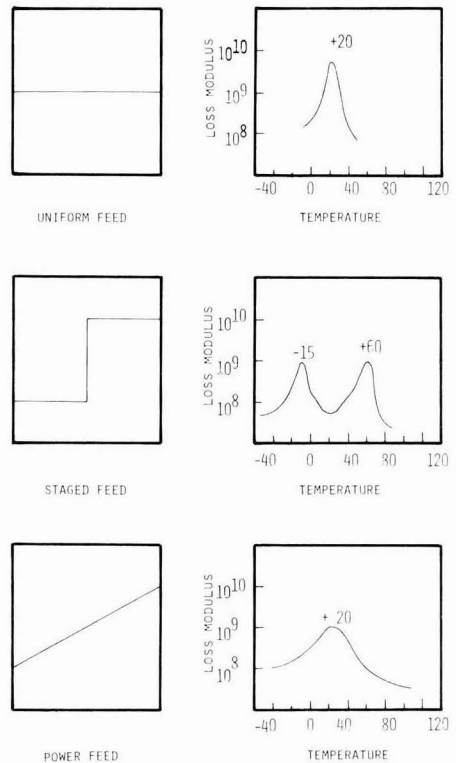 +20
LOSS MODULUS
10^10
10^9
10^8
-40 0 40 80 120
UNIFORM FEED
TEMPERATURE
-15 +60
LOSS MODULUS
10^10
10^9
10^8
-40 0 40 80 120
STAGED FEED
TEMPERATURE
+ 20
LOSS MODULUS
10^10
10^9
10^8
-40 0 40 80 120
POWER FEED
TEMPERATURE